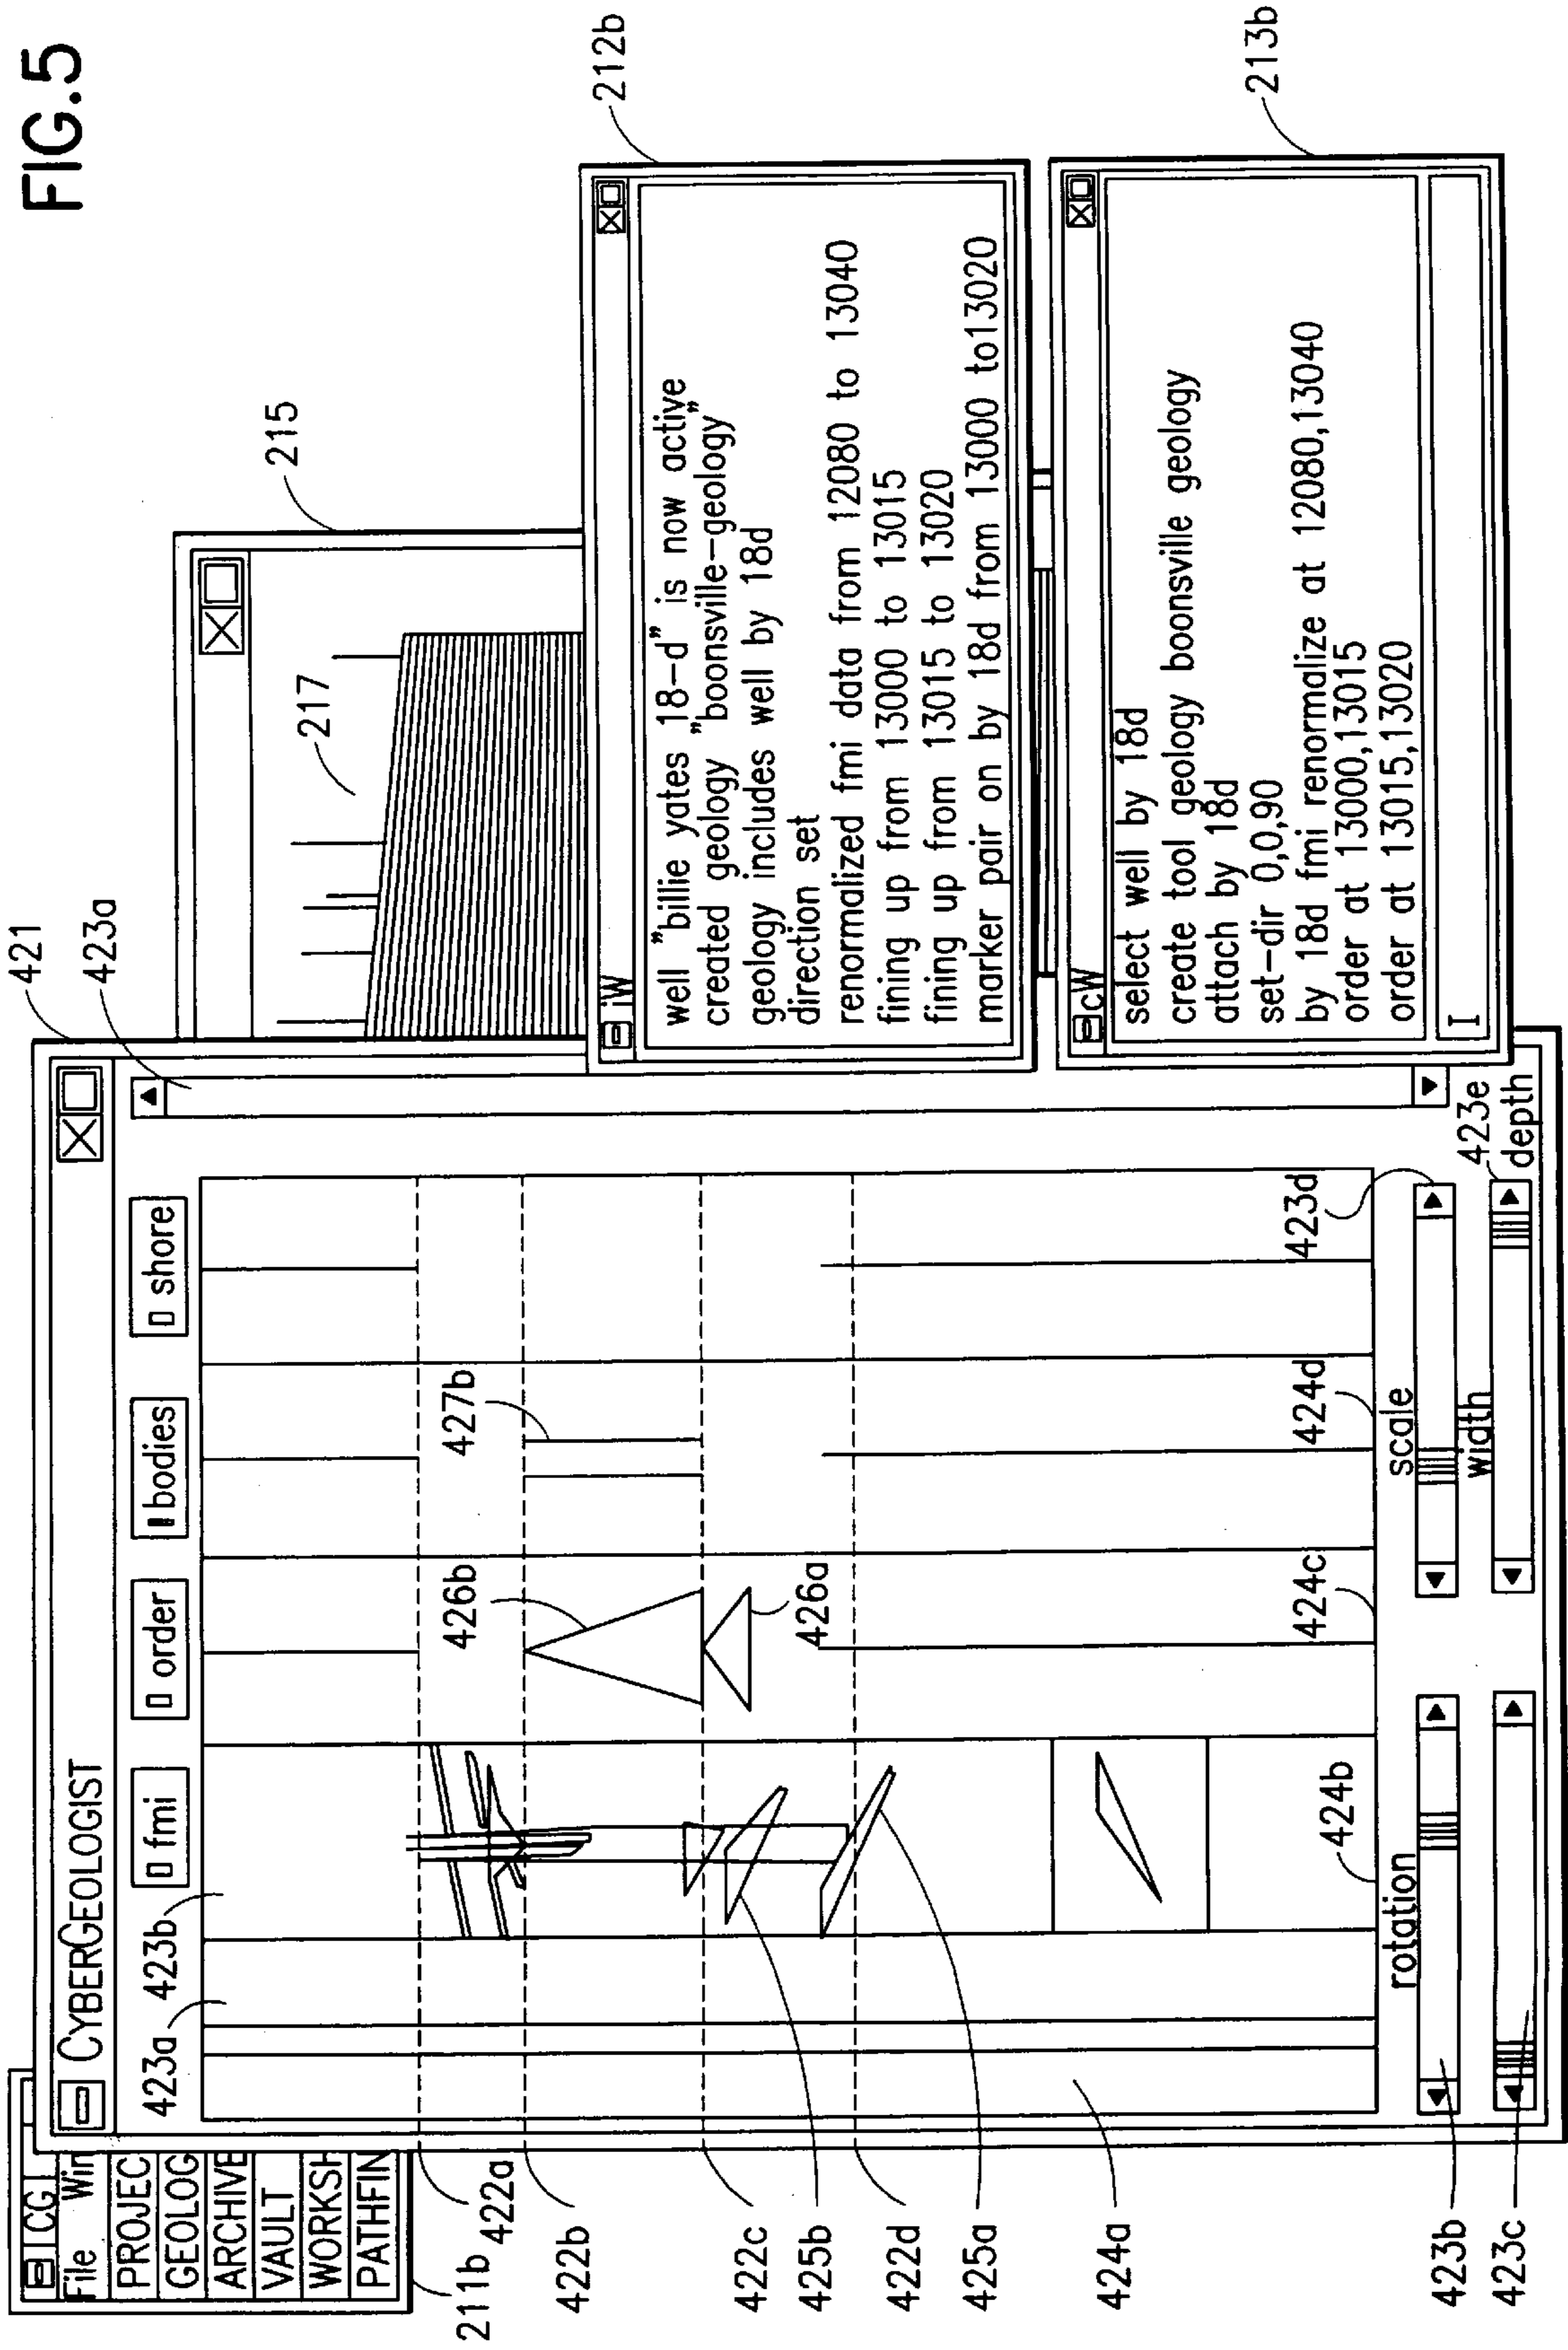 FIG.5
CG
File Win
PROJEC
GEOLOG
ARCHIVE
VAULT
WORKSH
PATHFIN
211b
421
423a
CYBERGEOLOGIST
423a
423b
fmi
order
bodies
shore
422a
422b
422c
425b
422d
425a
424a
423b
423c
426b
426a
427b
424b
424c
424d
423d
423e
rotation
scale
width
depth
215
217
212b
iW
well "billie yates 18-d" is now active
created geology "boonsville-geology"
geology includes well by 18d
direction set
renormalized fmi data from 12080 to 13040
fining up from 13000 to 13015
fining up from 13015 to 13020
marker pair on by 18d from 13000 to13020
213b
cW
select well by 18d
create tool geology boonsville geology
attach by 18d
set-dir 0,0,90
by 18d fmi renormalize at 12080,13040
order at 13000,13015
order at 13015,13020
I